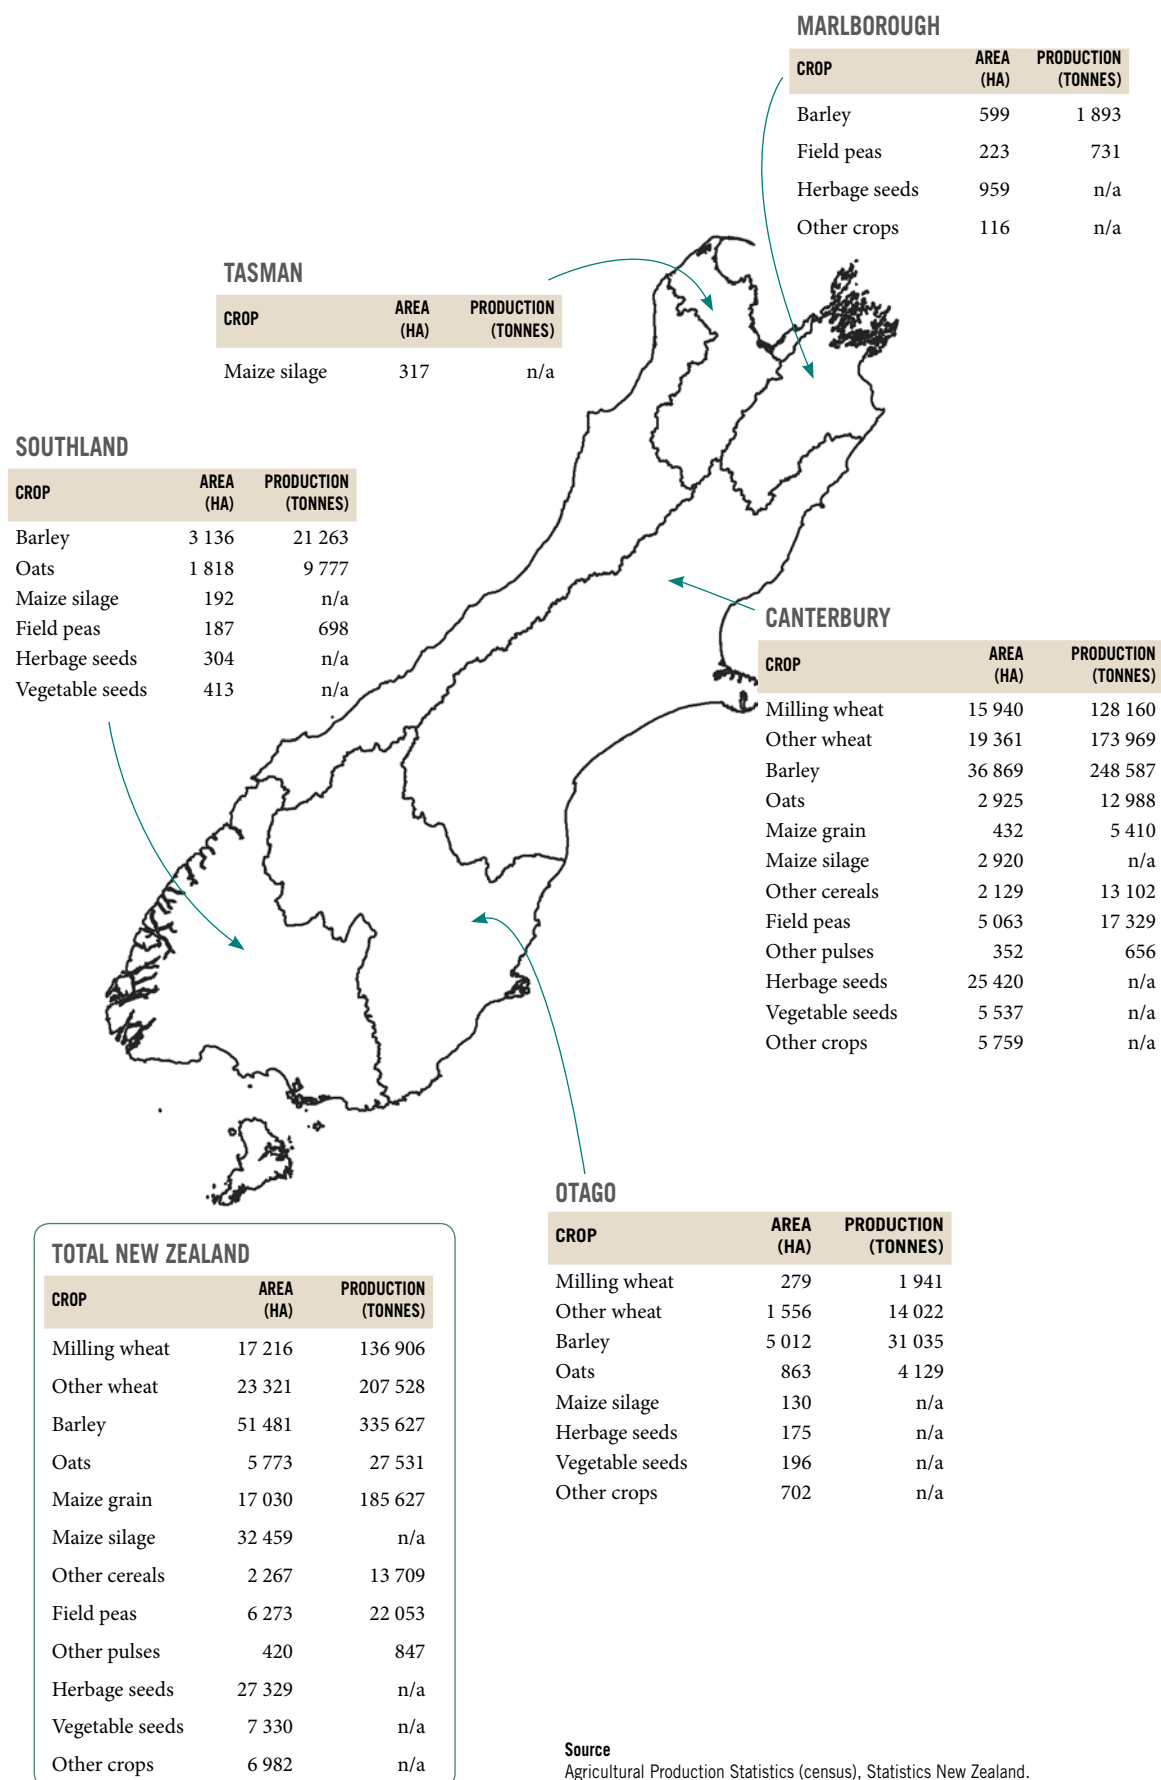 MARLBOROUGH
CROP AREA (HA) PRODUCTION (TONNES)
Barley 599 1 893
Field peas 223 731
Herbage seeds 959 n/a
Other crops 116 n/a
TASMAN
CROP AREA (HA) PRODUCTION (TONNES)
Maize silage 317 n/a
SOUTHLAND
CROP AREA (HA) PRODUCTION (TONNES)
Barley 3 136 21 263
Oats 1 818 9 777
Maize silage 192 n/a
Field peas 187 698
Herbage seeds 304 n/a
Vegetable seeds 413 n/a
CANTERBURY
CROP AREA (HA) PRODUCTION (TONNES)
Milling wheat 15 940 128 160
Other wheat 19 361 173 969
Barley 36 869 248 587
Oats 2 925 12 988
Maize grain 432 5 410
Maize silage 2 920 n/a
Other cereals 2 129 13 102
Field peas 5 063 17 329
Other pulses 352 656
Herbage seeds 25 420 n/a
Vegetable seeds 5 537 n/a
Other crops 5 759 n/a
OTAGO
CROP AREA (HA) PRODUCTION (TONNES)
Milling wheat 279 1 941
Other wheat 1 556 14 022
Barley 5 012 31 035
Oats 863 4 129
Maize silage 130 n/a
Herbage seeds 175 n/a
Vegetable seeds 196 n/a
Other crops 702 n/a
TOTAL NEW ZEALAND
CROP AREA (HA) PRODUCTION (TONNES)
Milling wheat 17 216 136 906
Other wheat 23 321 207 528
Barley 51 481 335 627
Oats 5 773 27 531
Maize grain 17 030 185 627
Maize silage 32 459 n/a
Other cereals 2 267 13 709
Field peas 6 273 22 053
Other pulses 420 847
Herbage seeds 27 329 n/a
Vegetable seeds 7 330 n/a
Other crops 6 982 n/a
Source
Agricultural Production Statistics (census), Statistics New Zealand.